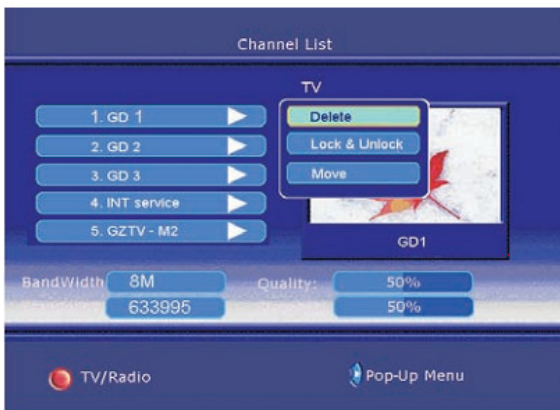 Channel List
TV
1. GD 1
2. GD 2
3. GD 3
4. INT service
5. GZTV - M2
Delete
Lock & Unlock
Move
GD1
BandWidth 8M Quality: 50%
633995 50%
TV/Radio Pop-Up Menu